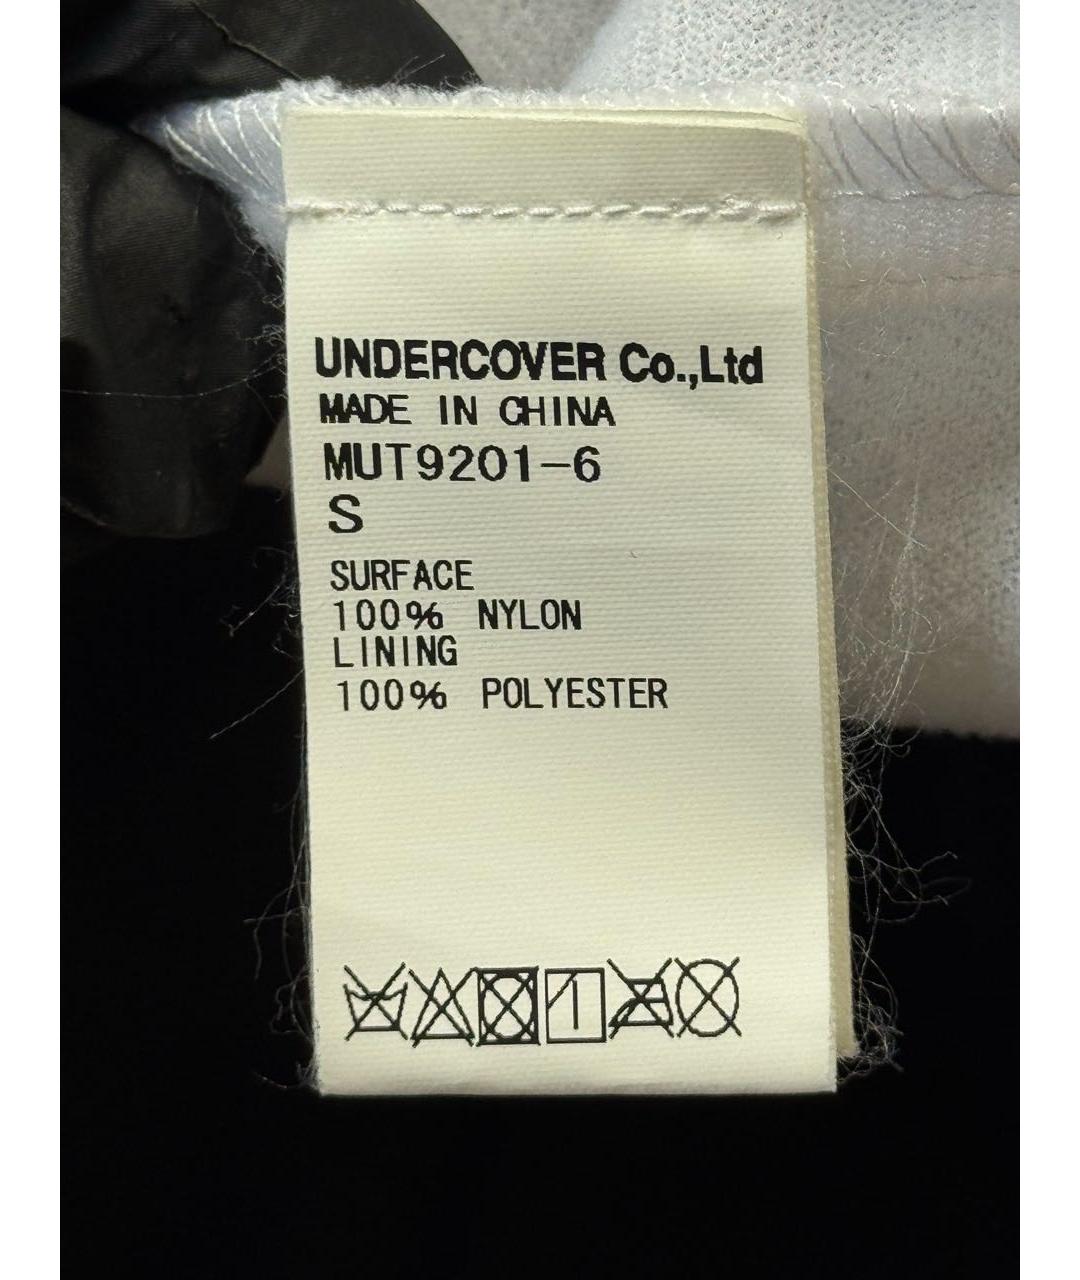 UNDERCOVER Co.,Ltd
MADE IN CHINA
MUT9201-6
S
SURFACE
100% NYLON
LINING
100% POLYESTER